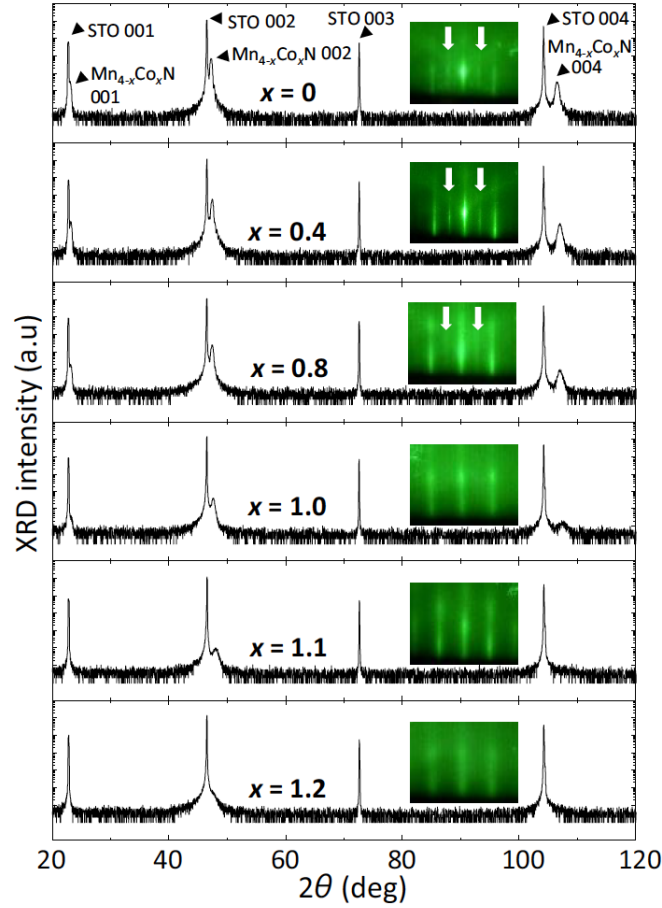 STO 001
Mn4-xCoxN
001
STO 002
Mn4-xCoxN 002
STO 003
STO 004
Mn4-xCoxN
004
x = 0
x = 0.4
x = 0.8
x = 1.0
x = 1.1
x = 1.2
XRD intensity (a.u)
20 40 60 80 100 120
2θ (deg)